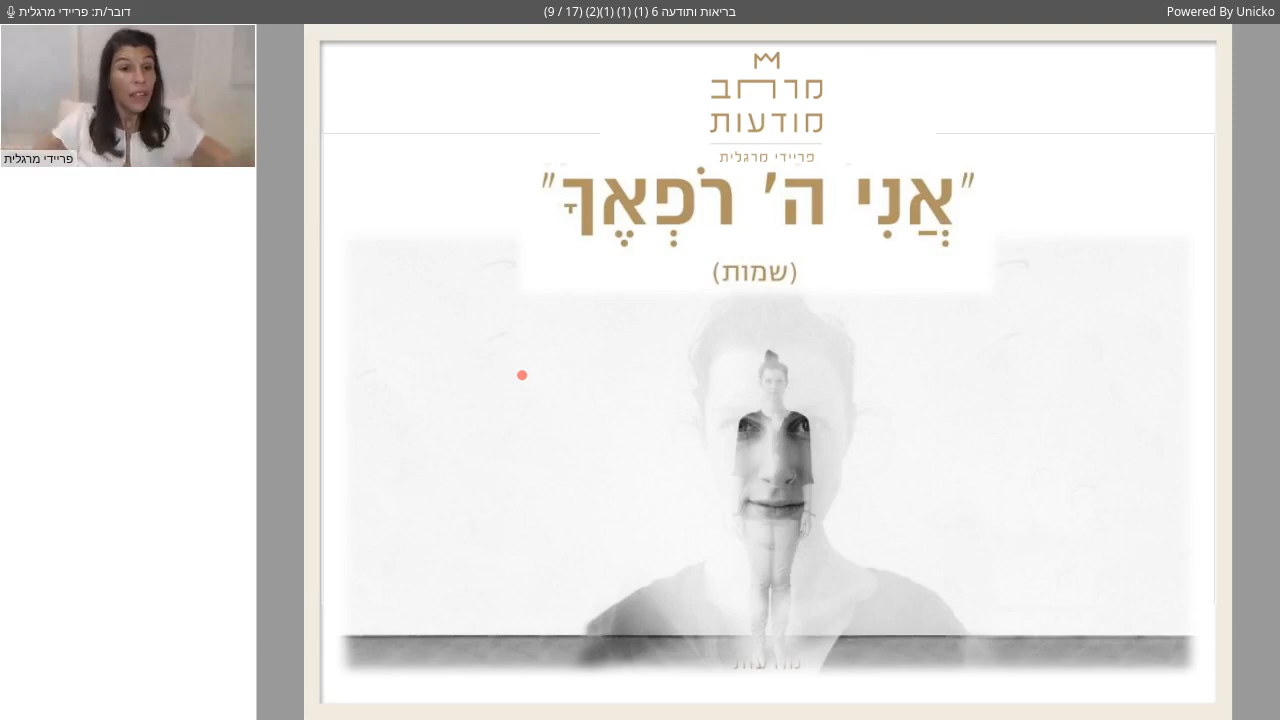 דובר/ת: פריידי מרגלית
בריאות ותודעה 6 (1) (1) (1)(2) (17 / 9)
Powered By Unicko
פריידי מרגלית
מרחב
מודעות
פריידי מרגלית
"אֲנִי ה' רֹפְאֶךָ"
(שמות)
מודעות